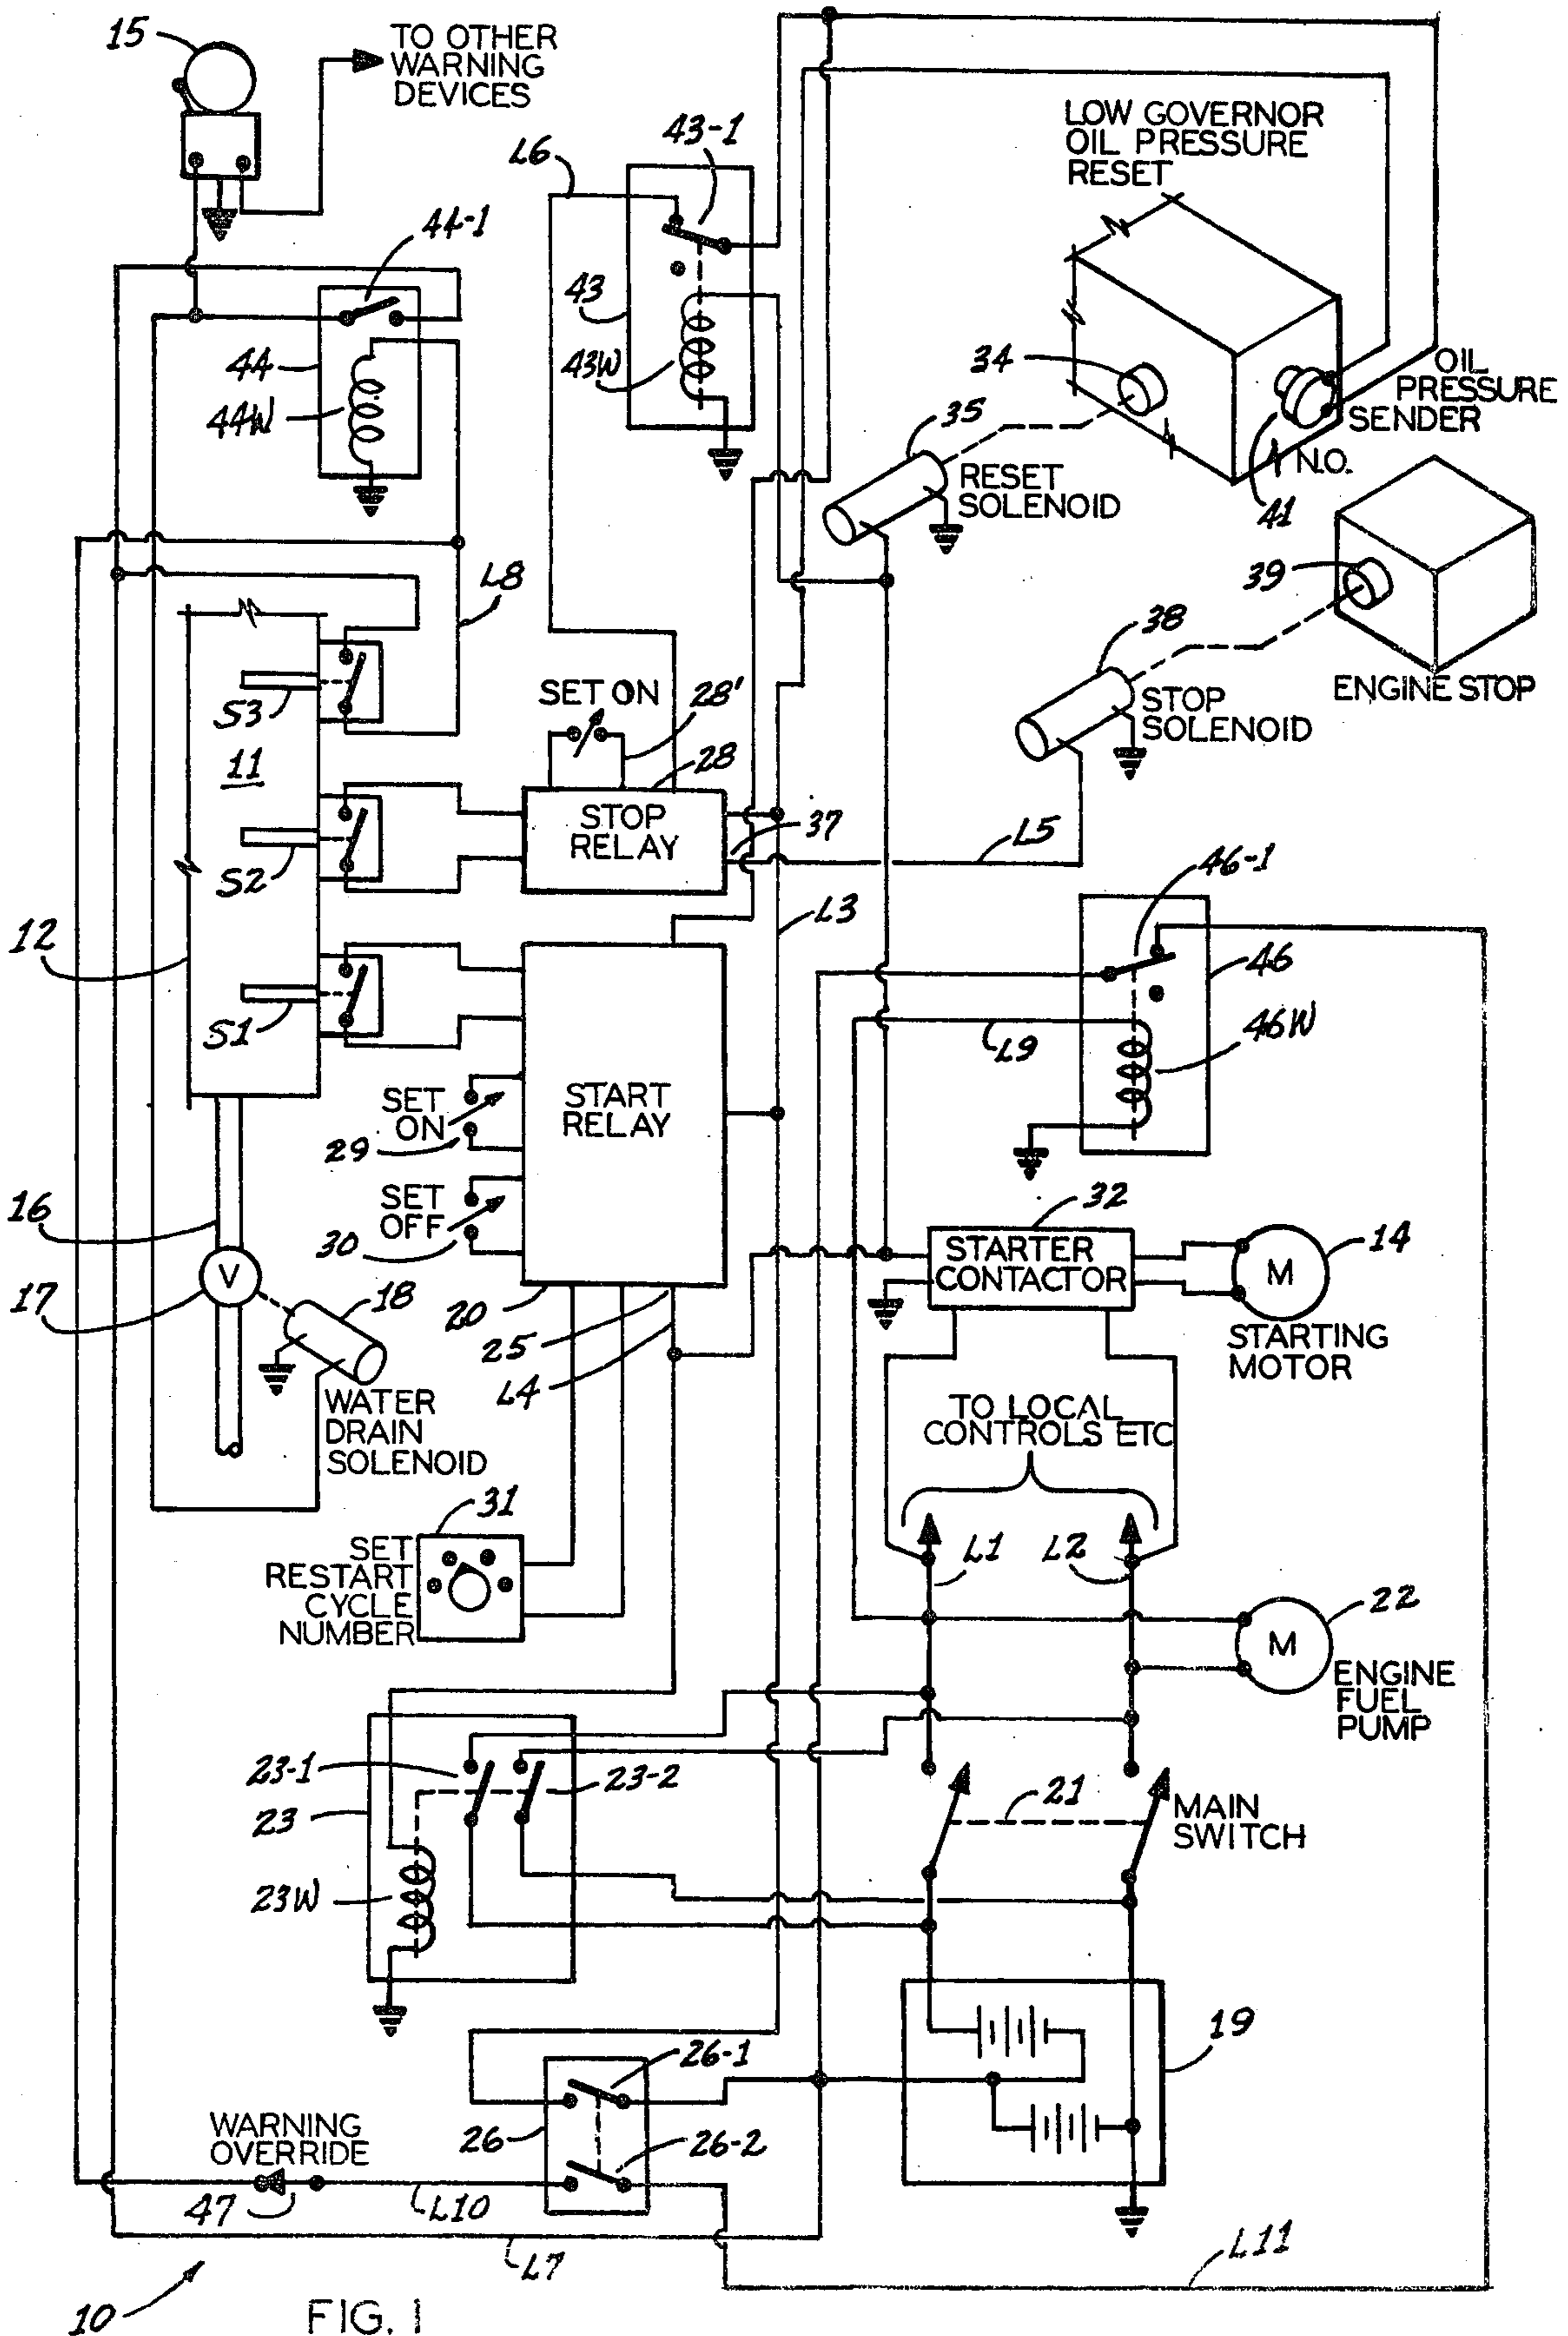 15
TO OTHER
WARNING
DEVICES
43-1
L6
LOW GOVERNOR
OIL PRESSURE
RESET
44-1
43
34
44
43W
44W
35
OIL
PRESSURE
SENDER
RESET
SOLENOID
N.O.
41
39
L8
38
SET ON
28'
STOP
SOLENOID
ENGINE STOP
S3
11
28
STOP
RELAY
37
S2
L5
46-1
12
L3
46
S1
L9
46W
SET
ON
29
START
RELAY
16
SET
OFF
30
32
STARTER
CONTACTOR
M
14
V
17
18
20
25
STARTING
MOTOR
L4
WATER
DRAIN
SOLENOID
TO LOCAL
CONTROLS ETC
31
SET
RESTART
CYCLE
NUMBER
L1
L2
22
M
ENGINE
FUEL
PUMP
23-1
23-2
23
21
MAIN
SWITCH
23W
19
26-1
WARNING
OVERRIDE
26
26-2
47
L10
L7
L11
10
FIG. 1